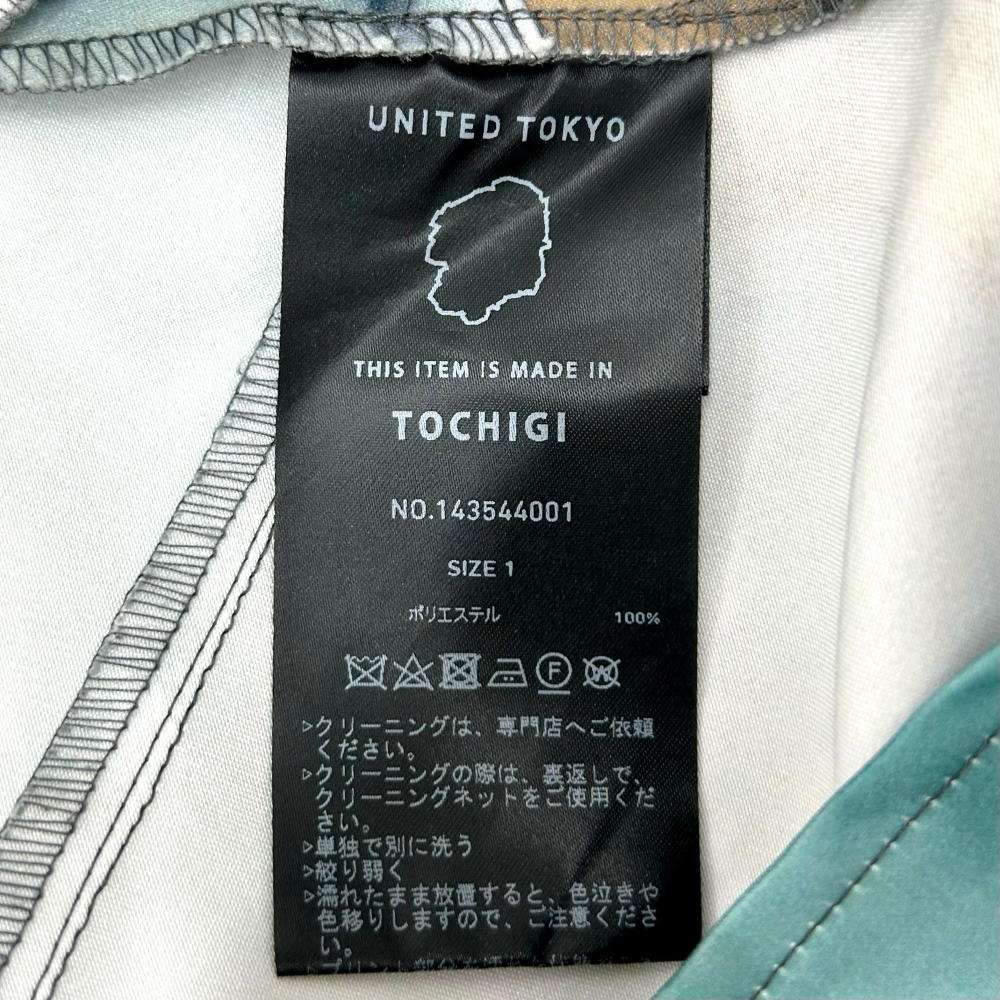 UNITED TOKYO
THIS ITEM IS MADE IN
TOCHIGI
NO.143544001
SIZE 1
ポリエステル 100%
F W
▷クリーニングは、専門店へご依頼
ください。
▷クリーニングの際は、裏返しで、
クリーニングネットをご使用くだ
さい。
▷単独で別に洗う
▷絞り弱く
▷濡れたまま放置すると、色泣きや
色移りしますので、ご注意くださ
い。